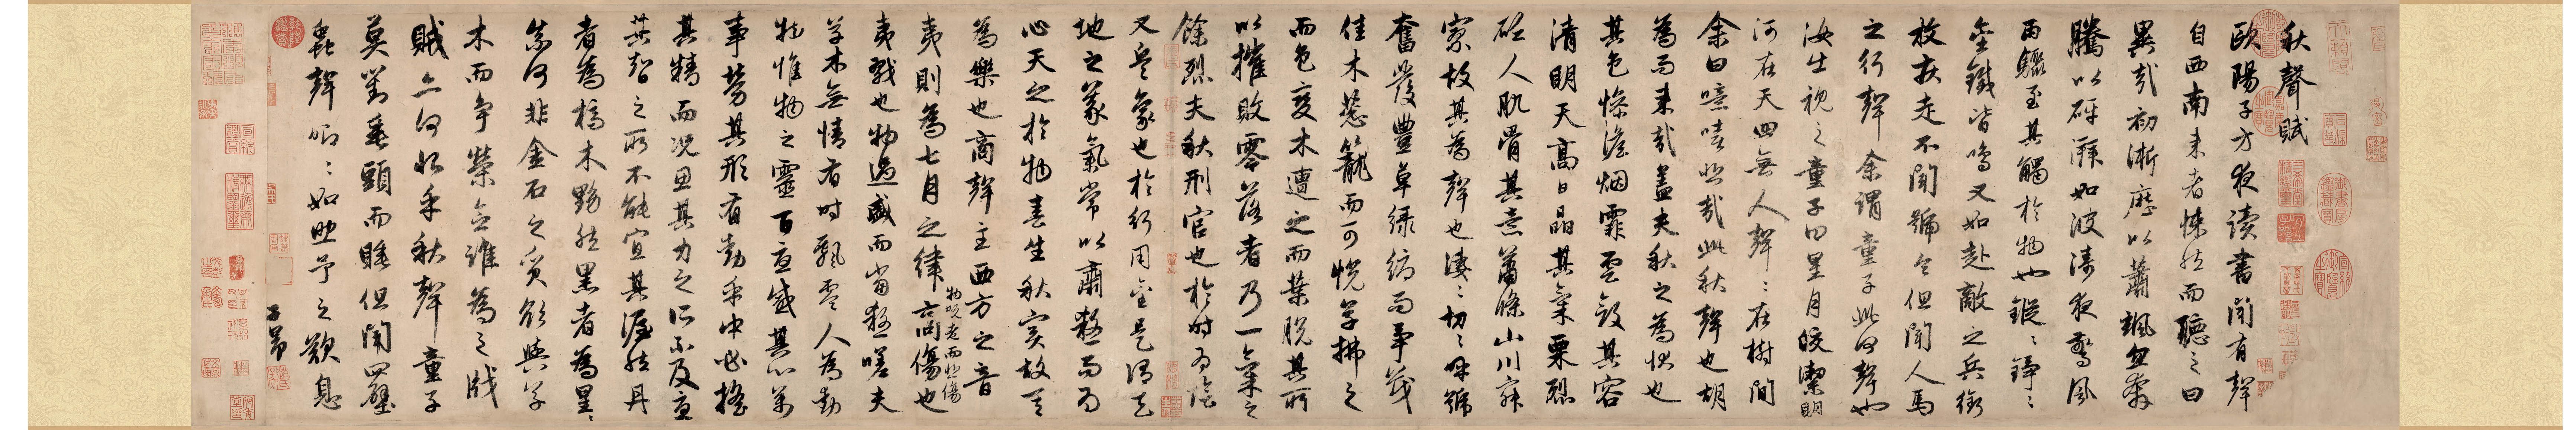 秋聲賦
歐陽子方夜讀書聞有聲
自西南來者悚然而聽之曰
異哉初淅瀝以蕭颯忽奔
騰以砰湃如波濤夜驚風
雨驟至其觸於物也鏦〻錚〻
金鐵皆鳴又如赴敵之兵銜
枚疾走不聞號令但聞人馬
之行聲余謂童子此何聲也
汝出視之童子曰星月皎潔明
河在天四無人聲〻在樹間
余曰噫嘻悲哉此秋聲也胡
為而来哉蓋夫秋之為狀也
其色慘澹烟霏雲斂其容
清明天高日晶其氣栗烈
砭人肌骨其意蕭條山川寂
寥故其為聲也淒〻切〻呼號
奮發豐草綠縟而爭茂
佳木葱蘢而可悅草拂之
而色變木遭之而葉脫其所
以摧敗零落者乃一氣之
餘烈夫秋刑官也於時為陰
又兵象也於行用金是謂天
地之義氣常以肅殺而為
心天之於物春生秋實故其
為樂也商聲主西方之音
夷則為七月之律商傷也
物既老而悲傷
夷戮也物過盛而當殺嗟夫
草木無情有時飄零人為動
物惟物之靈百憂感其心萬
事勞其形有動乎中必搖
其精而況思其力之所不及憂
其智之所不能宜其渥然丹
者為槁木黟然黑者為星〻
奈何非金石之質欲與草
木而爭榮念誰為之戕
賊亦何恨乎秋聲童子
莫對垂頭而睡但聞四壁
蟲聲唧〻如助予之歎息
子昂